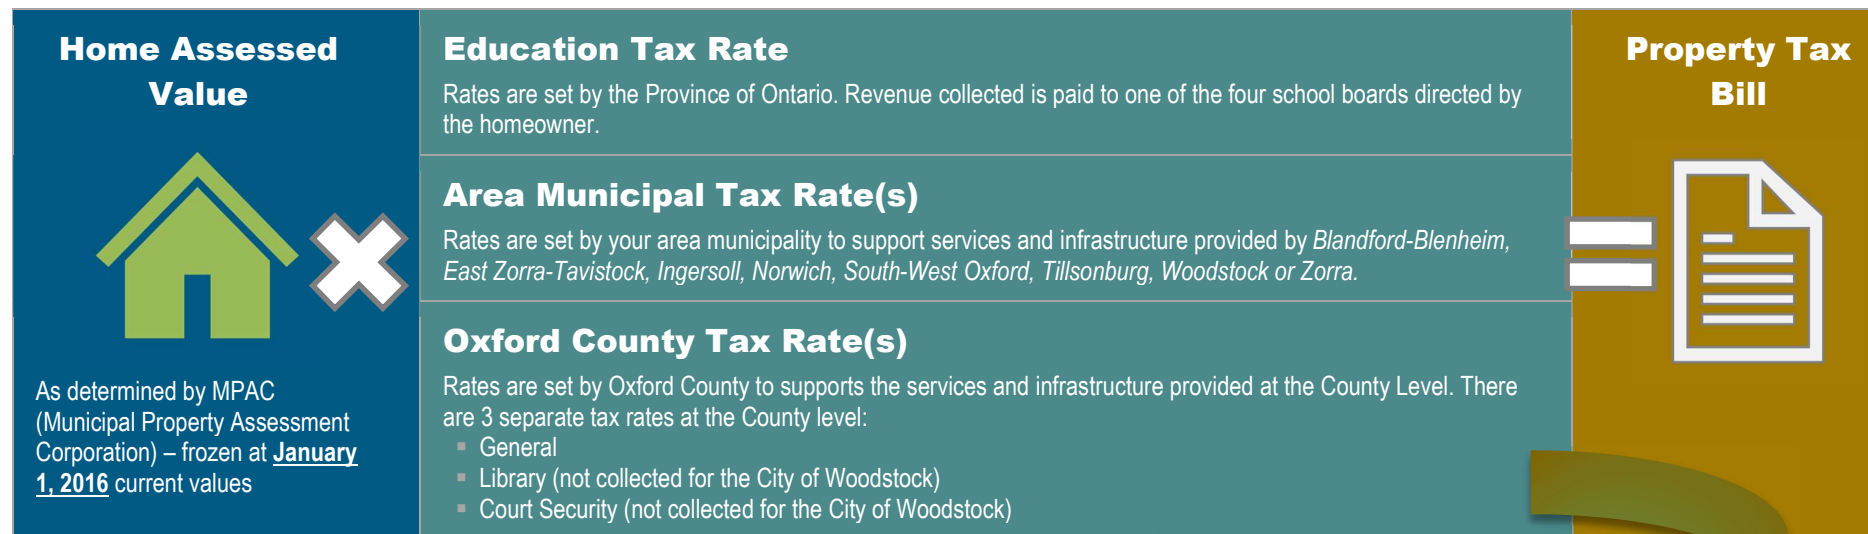 Home Assessed
Value
As determined by MPAC
(Municipal Property Assessment
Corporation) – frozen at January
1, 2016 current values
Education Tax Rate
Rates are set by the Province of Ontario. Revenue collected is paid to one of the four school boards directed by
the homeowner.
Area Municipal Tax Rate(s)
Rates are set by your area municipality to support services and infrastructure provided by Blandford-Blenheim,
East Zorra-Tavistock, Ingersoll, Norwich, South-West Oxford, Tillsonburg, Woodstock or Zorra.
Oxford County Tax Rate(s)
Rates are set by Oxford County to supports the services and infrastructure provided at the County Level. There
are 3 separate tax rates at the County level:
▪ General
▪ Library (not collected for the City of Woodstock)
▪ Court Security (not collected for the City of Woodstock)
Property Tax
Bill